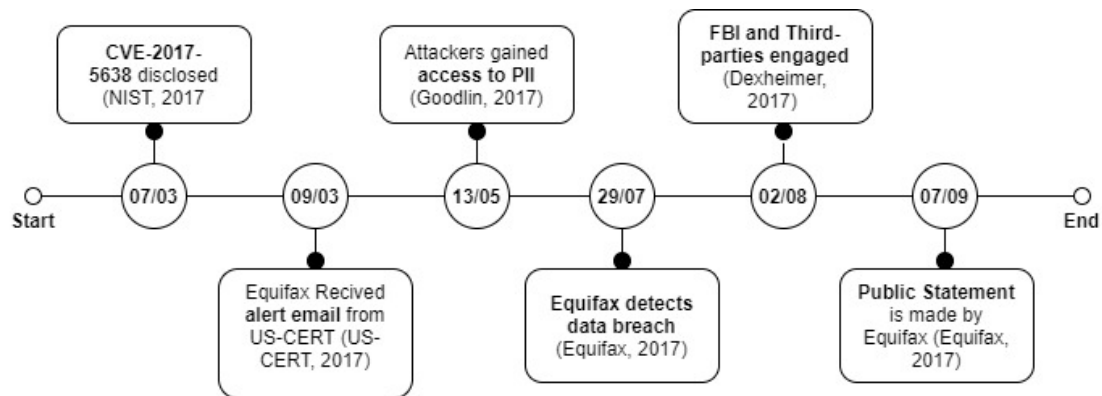 CVE-2017-
5638 disclosed
(NIST, 2017
Attackers gained
access to PII
(Goodlin, 2017)
FBI and Third-
parties engaged
(Dexheimer,
2017)
Start
07/03
09/03
13/05
29/07
02/08
07/09
End
Equifax Recived
alert email from
US-CERT (US-
CERT, 2017)
Equifax detects
data breach
(Equifax, 2017)
Public Statement
is made by
Equifax (Equifax,
2017)